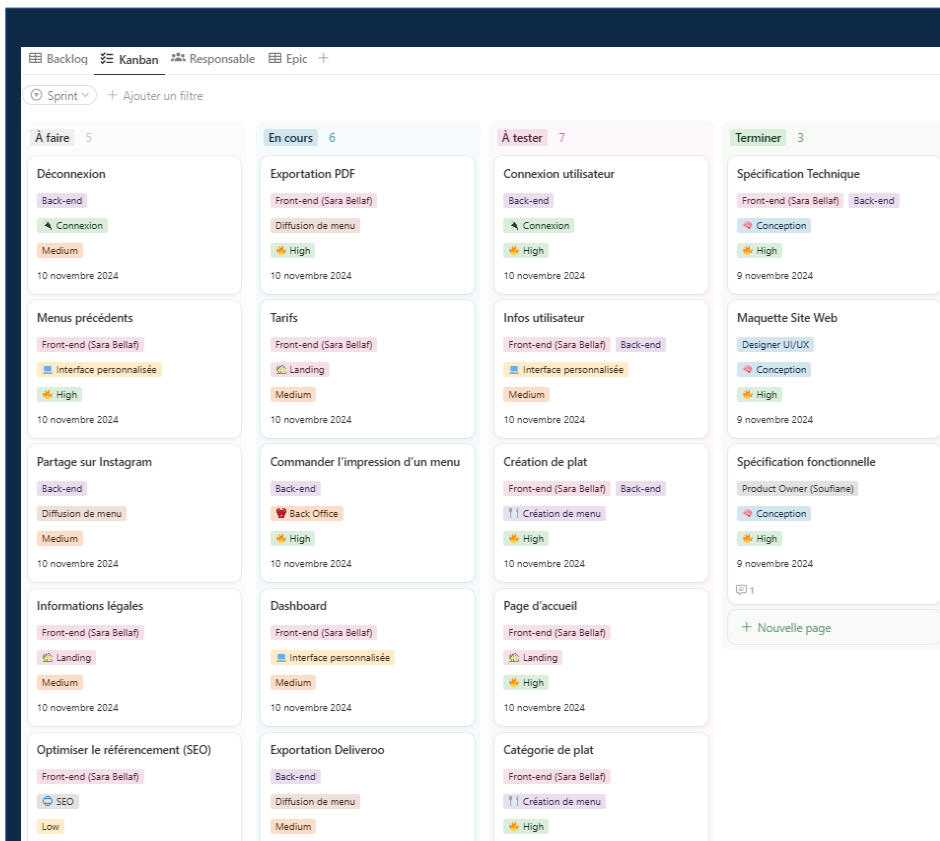 Backlog Kanban Responsable Epic +
Sprint + Ajouter un filtre
À faire 5
Déconnexion
Back-end
Connexion
Medium
10 novembre 2024
Menus précédents
Front-end (Sara Bellaf)
Interface personnalisée
High
10 novembre 2024
Partage sur Instagram
Back-end
Diffusion de menu
Medium
10 novembre 2024
Informations légales
Front-end (Sara Bellaf)
Landing
Medium
10 novembre 2024
Optimiser le référencement (SEO)
Front-end (Sara Bellaf)
SEO
Low
En cours 6
Exportation PDF
Front-end (Sara Bellaf)
Diffusion de menu
High
10 novembre 2024
Tarifs
Front-end (Sara Bellaf)
Landing
Medium
10 novembre 2024
Commander l’impression d’un menu
Back-end
Back Office
High
10 novembre 2024
Dashboard
Front-end (Sara Bellaf)
Interface personnalisée
Medium
10 novembre 2024
Exportation Deliveroo
Back-end
Diffusion de menu
Medium
À tester 7
Connexion utilisateur
Back-end
Connexion
High
10 novembre 2024
Infos utilisateur
Front-end (Sara Bellaf) Back-end
Interface personnalisée
Medium
10 novembre 2024
Création de plat
Front-end (Sara Bellaf) Back-end
Création de menu
High
10 novembre 2024
Page d’accueil
Front-end (Sara Bellaf)
Landing
High
10 novembre 2024
Catégorie de plat
Front-end (Sara Bellaf)
Création de menu
High
Terminer 3
Spécification Technique
Front-end (Sara Bellaf) Back-end
Conception
High
9 novembre 2024
Maquette Site Web
Designer UI/UX
Conception
High
9 novembre 2024
Spécification fonctionnelle
Product Owner (Soufiane)
Conception
High
9 novembre 2024
1
+ Nouvelle page